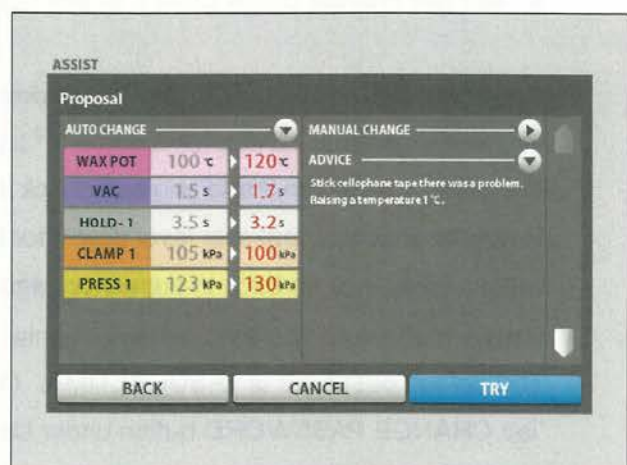 ASSIST
Proposal
AUTO CHANGE
WAX POT 100 ℃ 120 ℃
VAC 1.5 s 1.7 s
HOLD-1 3.5 s 3.2 s
CLAMP 1 105 kPa 100 kPa
PRESS 1 123 kPa 130 kPa
MANUAL CHANGE
ADVICE
Stick cellophane tape there was a problem.
Raising a temperature 1 ℃.
BACK CANCEL TRY